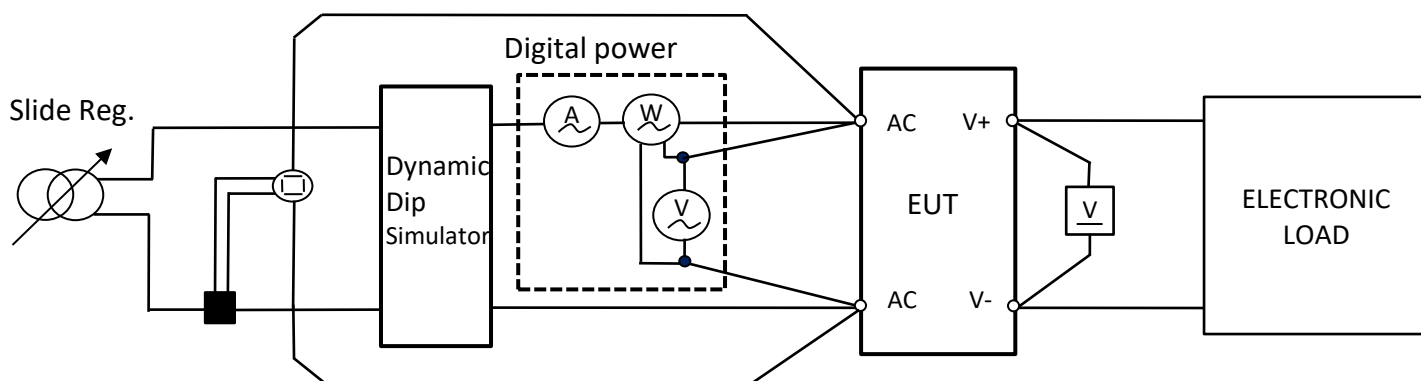 Digital power
Slide Reg.
A
W
AC
V+
Dynamic
Dip
Simulator
V
EUT
V
ELECTRONIC
LOAD
AC
V-